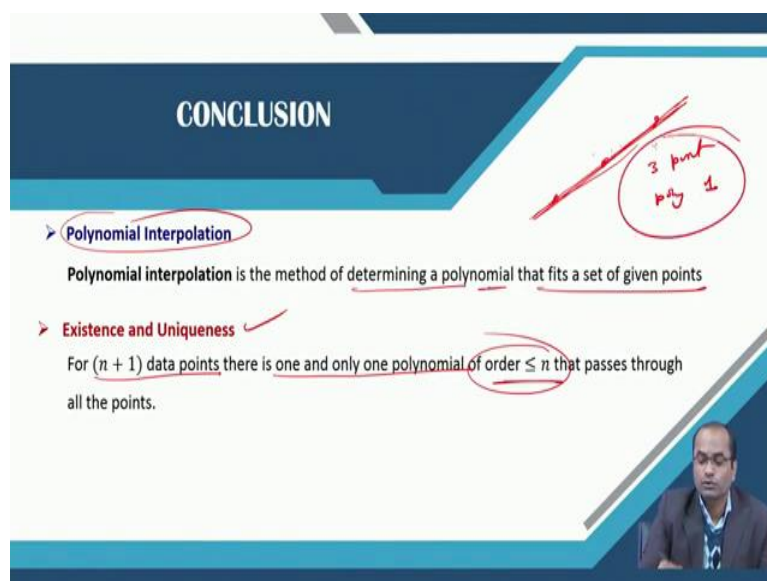 CONCLUSION
3 point
poly 1
Polynomial Interpolation
Polynomial interpolation is the method of determining a polynomial that fits a set of given points
Existence and Uniqueness
For (n + 1) data points there is one and only one polynomial of order ≤ n that passes through
all the points.